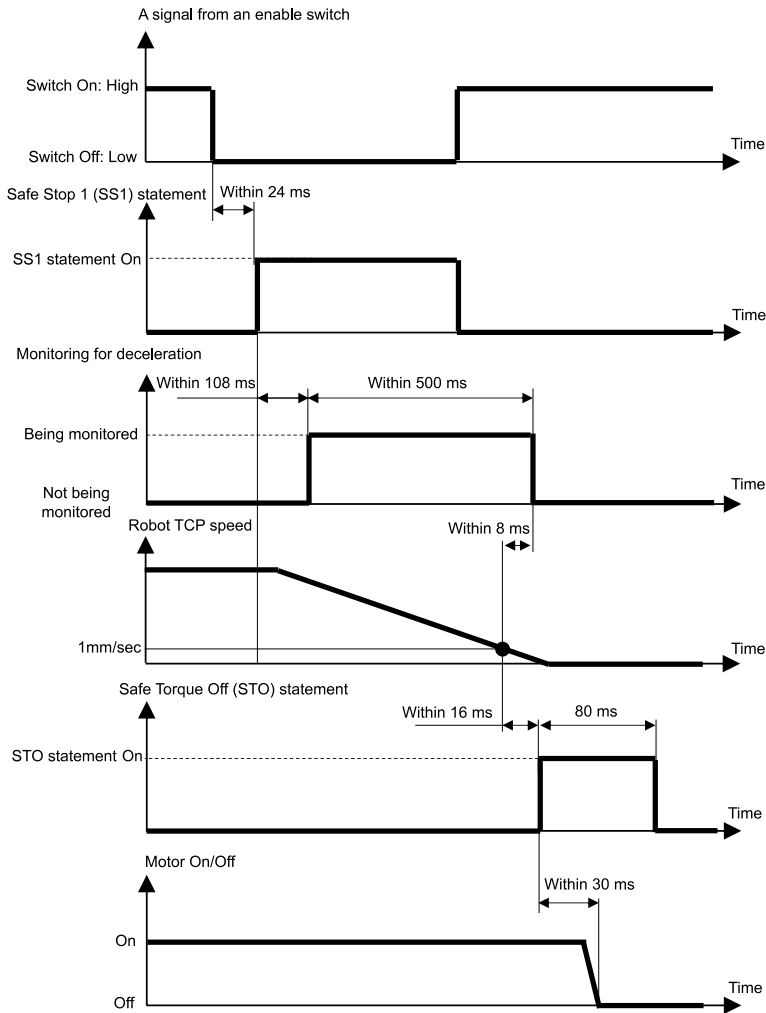 A signal from an enable switch
Switch On: High
Switch Off: Low
Time
Safe Stop 1 (SS1) statement
Within 24 ms
SS1 statement On
Time
Monitoring for deceleration
Within 108 ms
Within 500 ms
Being monitored
Not being
monitored
Time
Robot TCP speed
Within 8 ms
1mm/sec
Time
Safe Torque Off (STO) statement
Within 16 ms
80 ms
STO statement On
Time
Motor On/Off
Within 30 ms
On
Off
Time